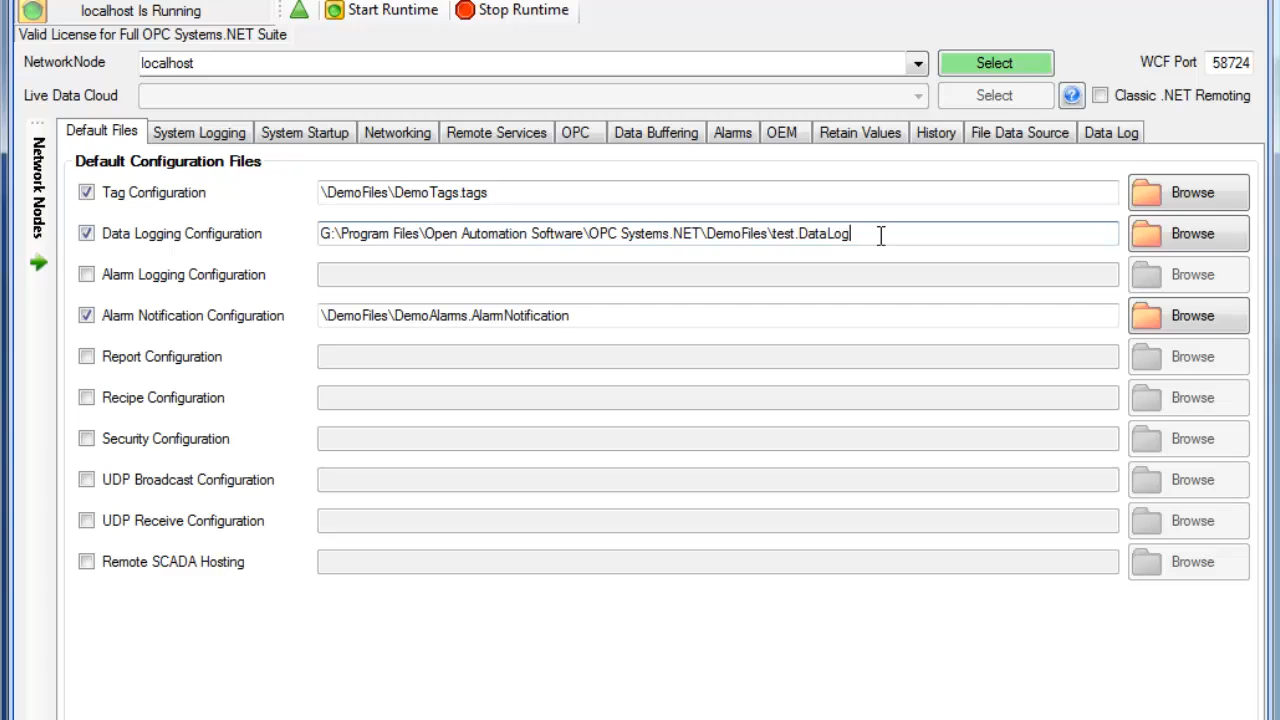 localhost Is Running
Start Runtime
Stop Runtime
Valid License for Full OPC Systems.NET Suite
NetworkNode
localhost
Select
WCF Port
58724
Live Data Cloud
Select
Classic .NET Remoting
Network Nodes
Default Files
System Logging
System Startup
Networking
Remote Services
OPC
Data Buffering
Alarms
OEM
Retain Values
History
File Data Source
Data Log
Default Configuration Files
Tag Configuration
\DemoFiles\DemoTags.tags
Browse
Data Logging Configuration
G:\Program Files\Open Automation Software\OPC Systems.NET\DemoFiles\test.DataLog
Browse
Alarm Logging Configuration
Browse
Alarm Notification Configuration
\DemoFiles\DemoAlarms.AlarmNotification
Browse
Report Configuration
Browse
Recipe Configuration
Browse
Security Configuration
Browse
UDP Broadcast Configuration
Browse
UDP Receive Configuration
Browse
Remote SCADA Hosting
Browse